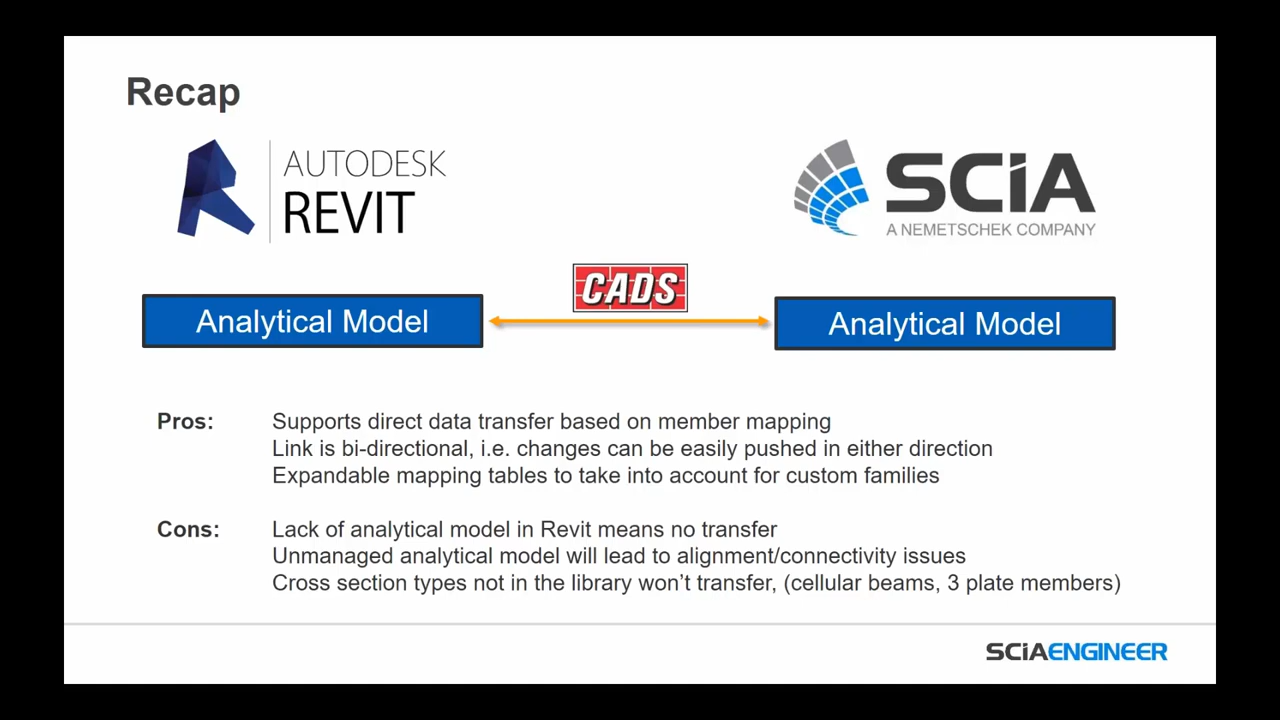 Recap
AUTODESK
REVIT
SCiA
A NEMETSCHEK COMPANY
CADS
Analytical Model
Analytical Model
Pros: Supports direct data transfer based on member mapping
Link is bi-directional, i.e. changes can be easily pushed in either direction
Expandable mapping tables to take into account for custom families
Cons: Lack of analytical model in Revit means no transfer
Unmanaged analytical model will lead to alignment/connectivity issues
Cross section types not in the library won’t transfer, (cellular beams, 3 plate members)
SCiAENGINEER